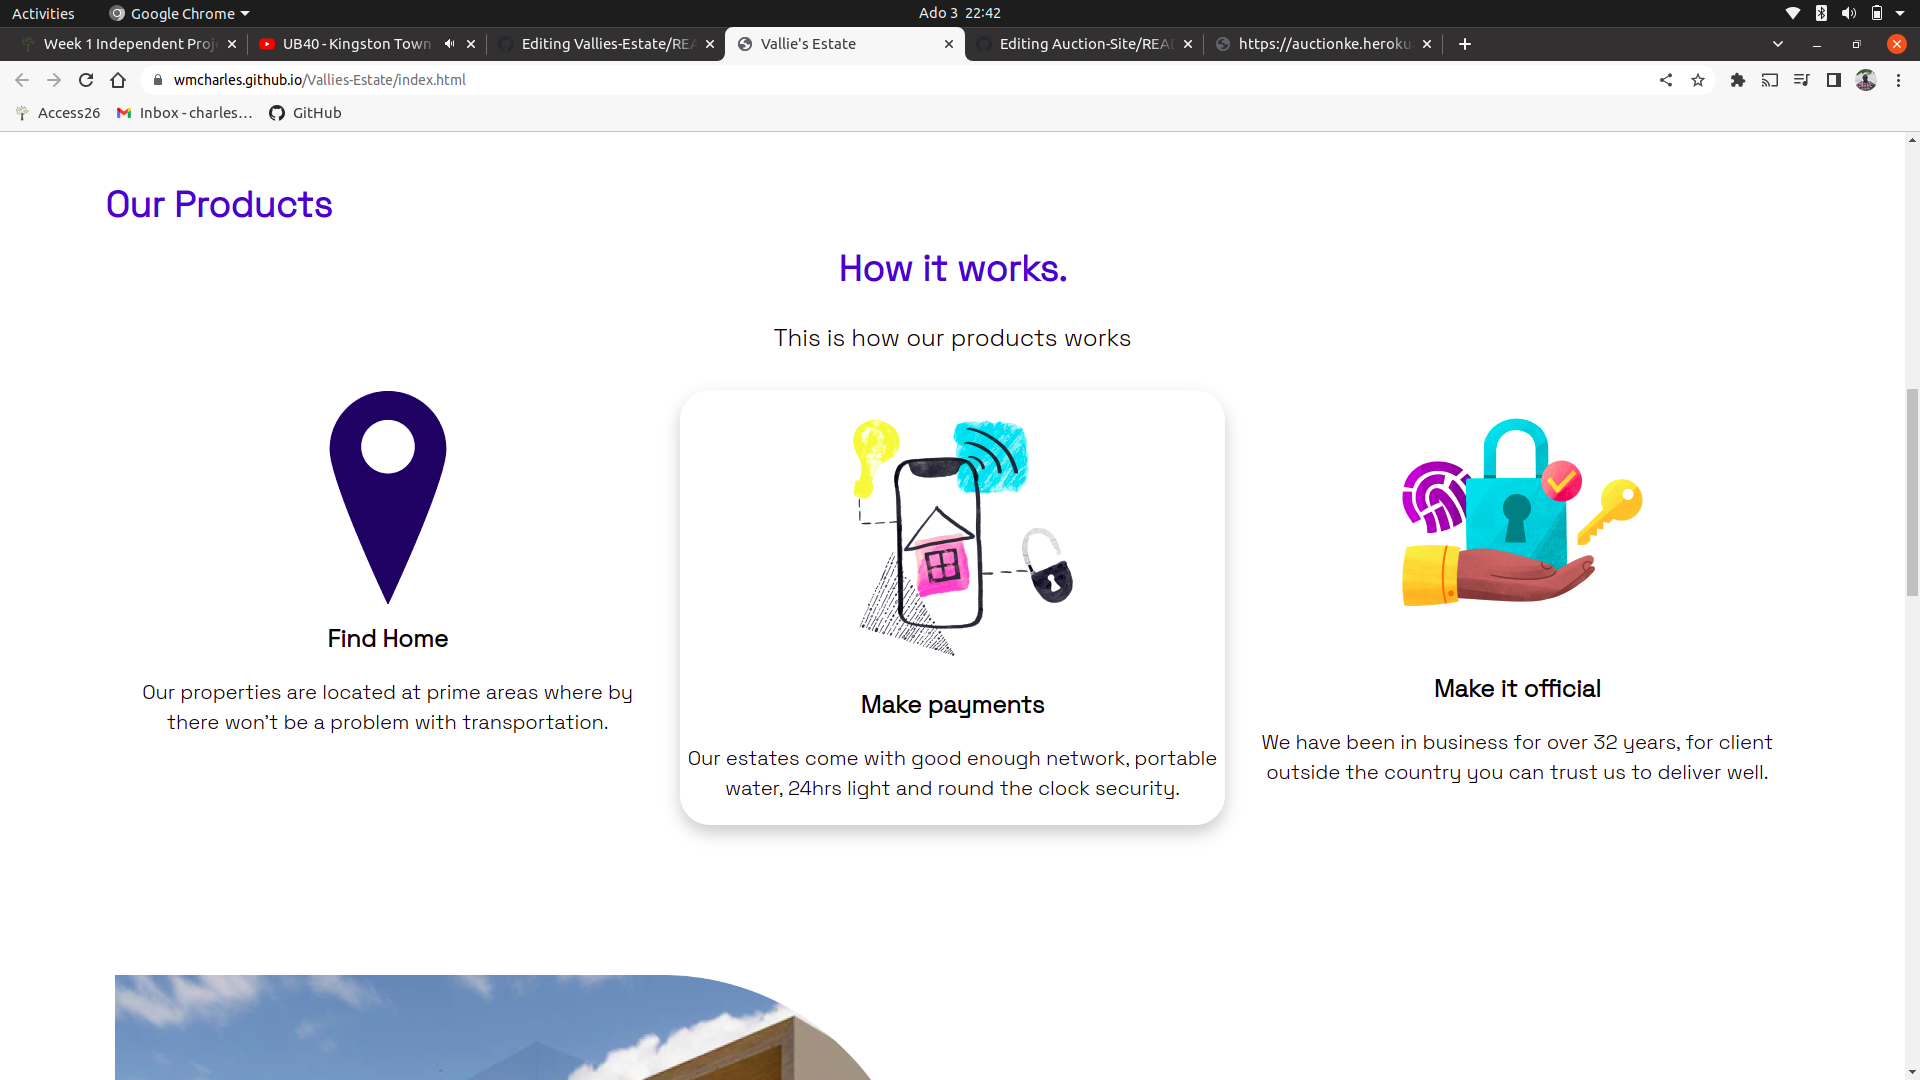 Activities
Google Chrome
Ado 3 22:42
Week 1 Independent Proj
UB40 - Kingston Town
Editing Vallies-Estate/REA
Vallie's Estate
Editing Auction-Site/READ
https://auctionke.heroku
wmcharles.github.io/Vallies-Estate/index.html
Access26
Inbox - charles...
GitHub
Our Products
How it works.
This is how our products works
Find Home
Our properties are located at prime areas where by
there won't be a problem with transportation.
Make payments
Our estates come with good enough network, portable
water, 24hrs light and round the clock security.
Make it official
We have been in business for over 32 years, for client
outside the country you can trust us to deliver well.